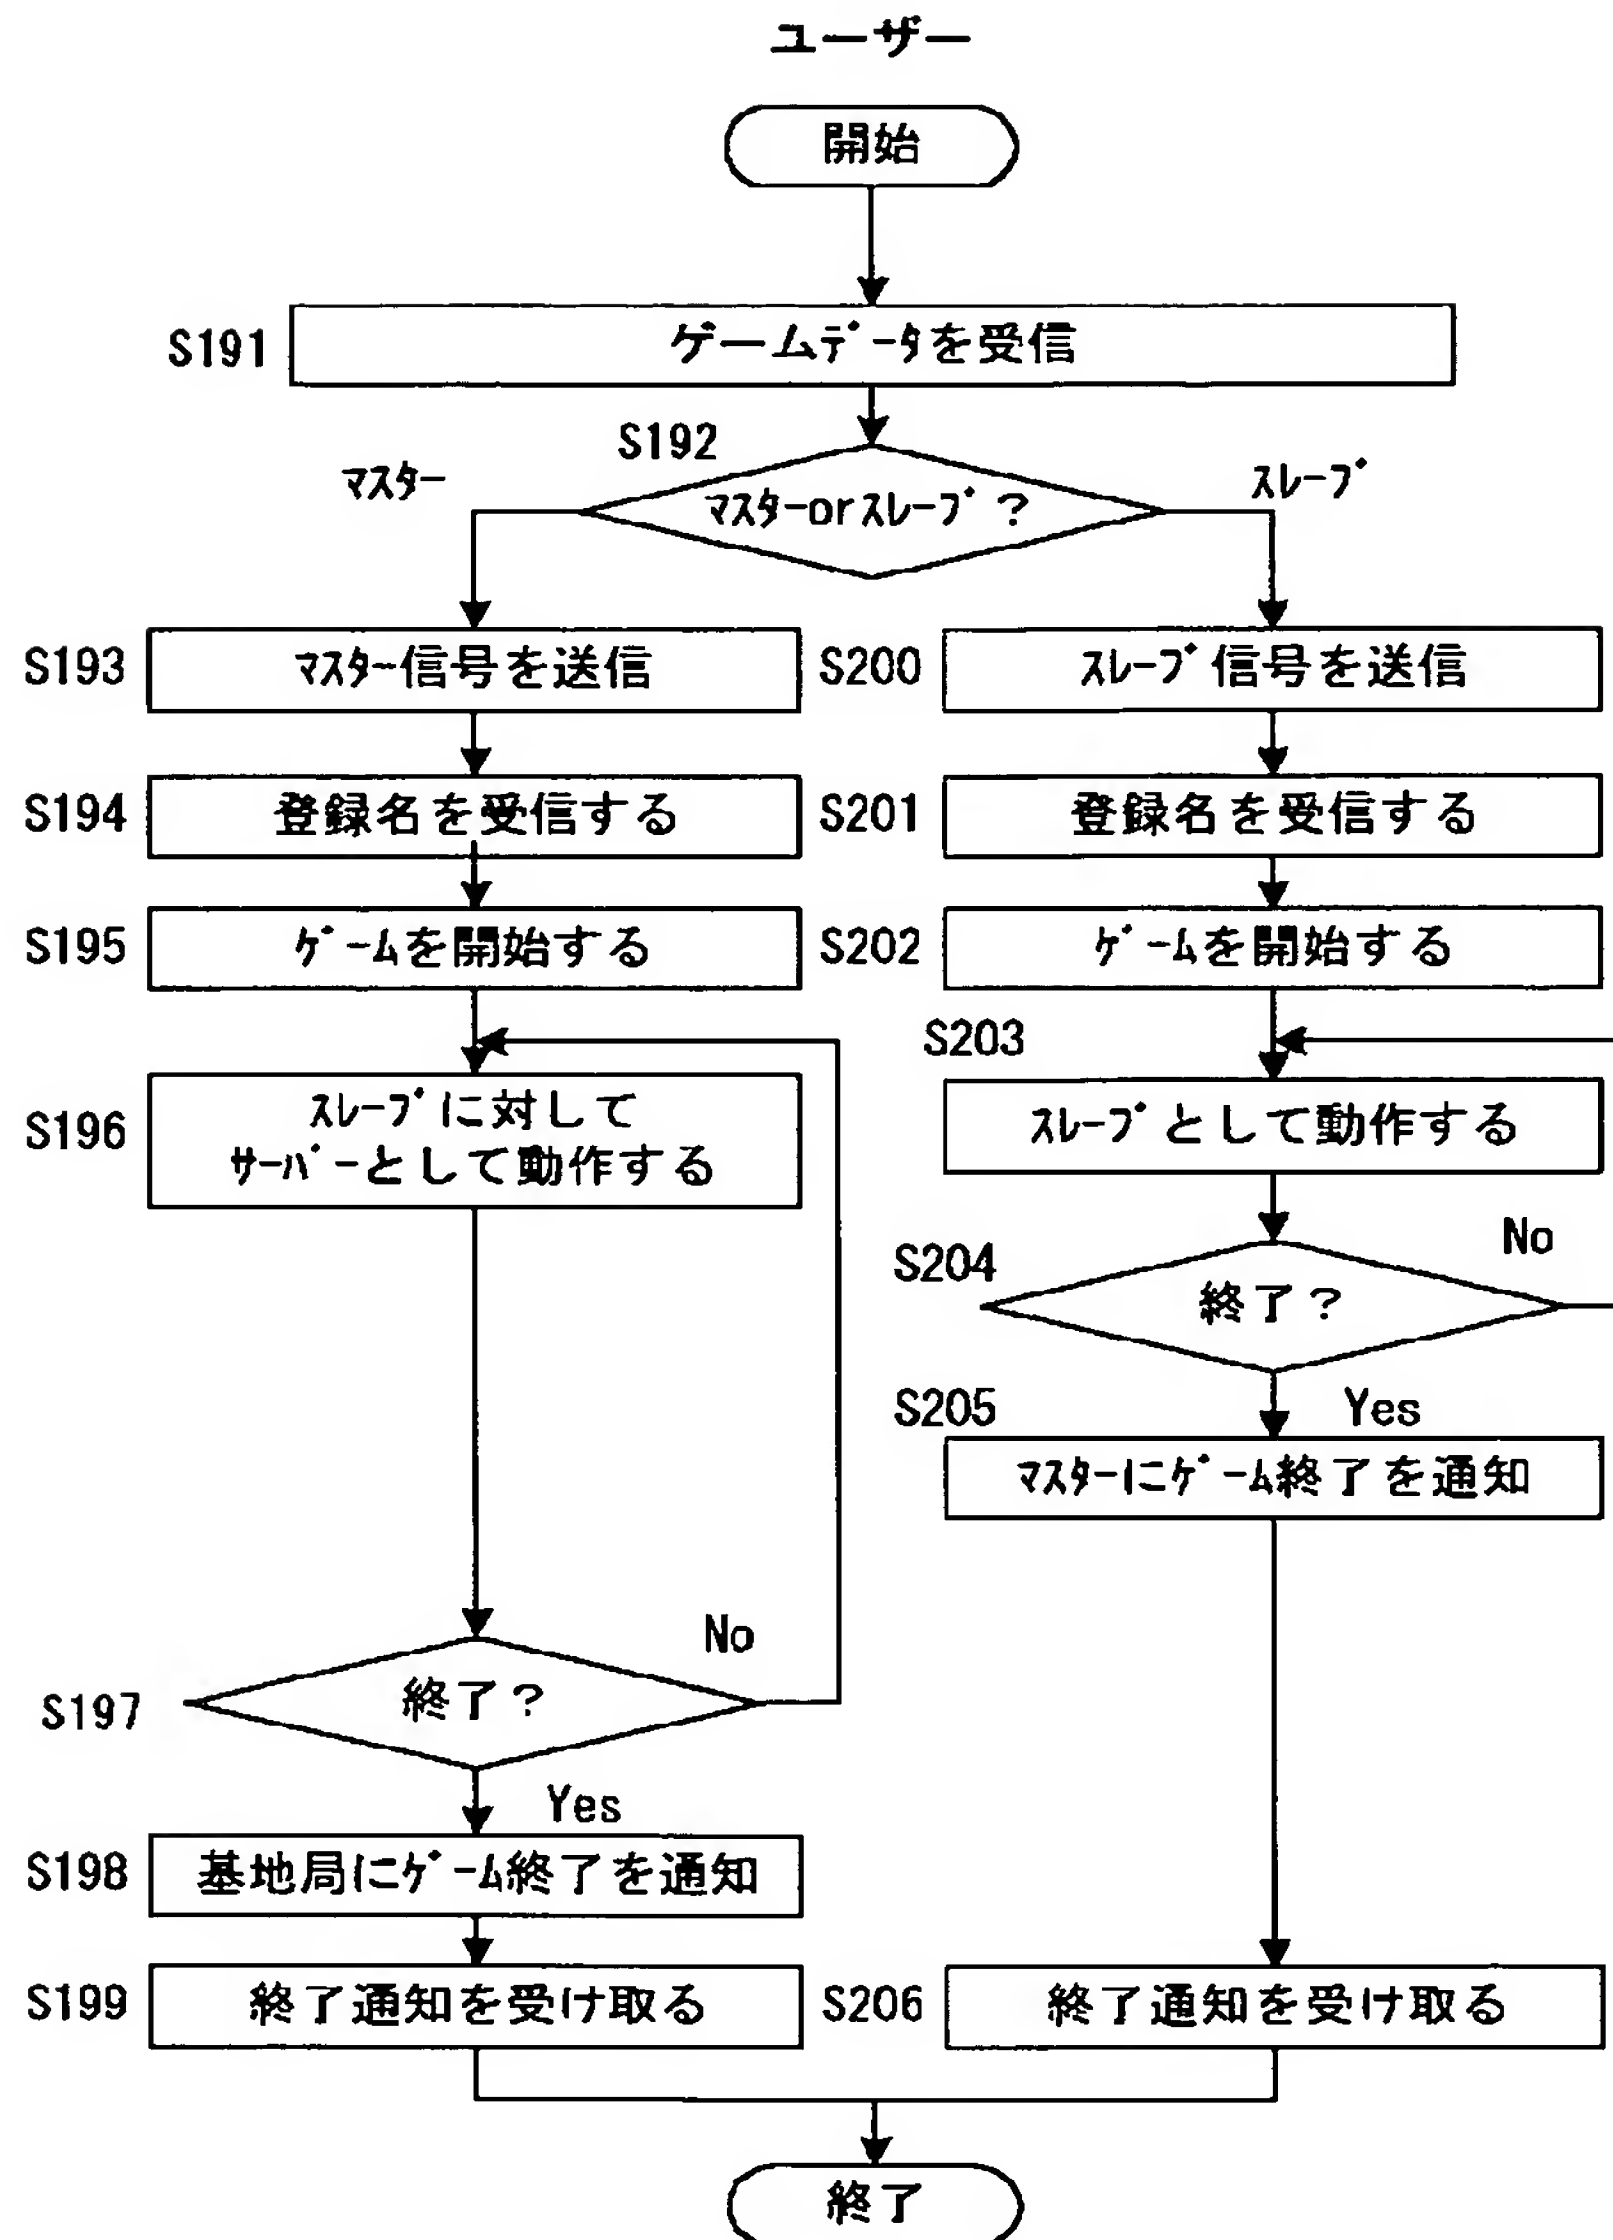 ユーザー
開始
S191
ゲームデータを受信
S192
マスター
マスターorスレーブ?
スレーブ
S193
マスター信号を送信
S200
スレーブ信号を送信
S194
登録名を受信する
S201
登録名を受信する
S195
ゲームを開始する
S202
ゲームを開始する
S203
S196
スレーブに対して
サーバーとして動作する
スレーブとして動作する
S204
終了?
No
S205
Yes
マスターにゲーム終了を通知
No
S197
終了?
Yes
S198
基地局にゲーム終了を通知
S199
終了通知を受け取る
S206
終了通知を受け取る
終了